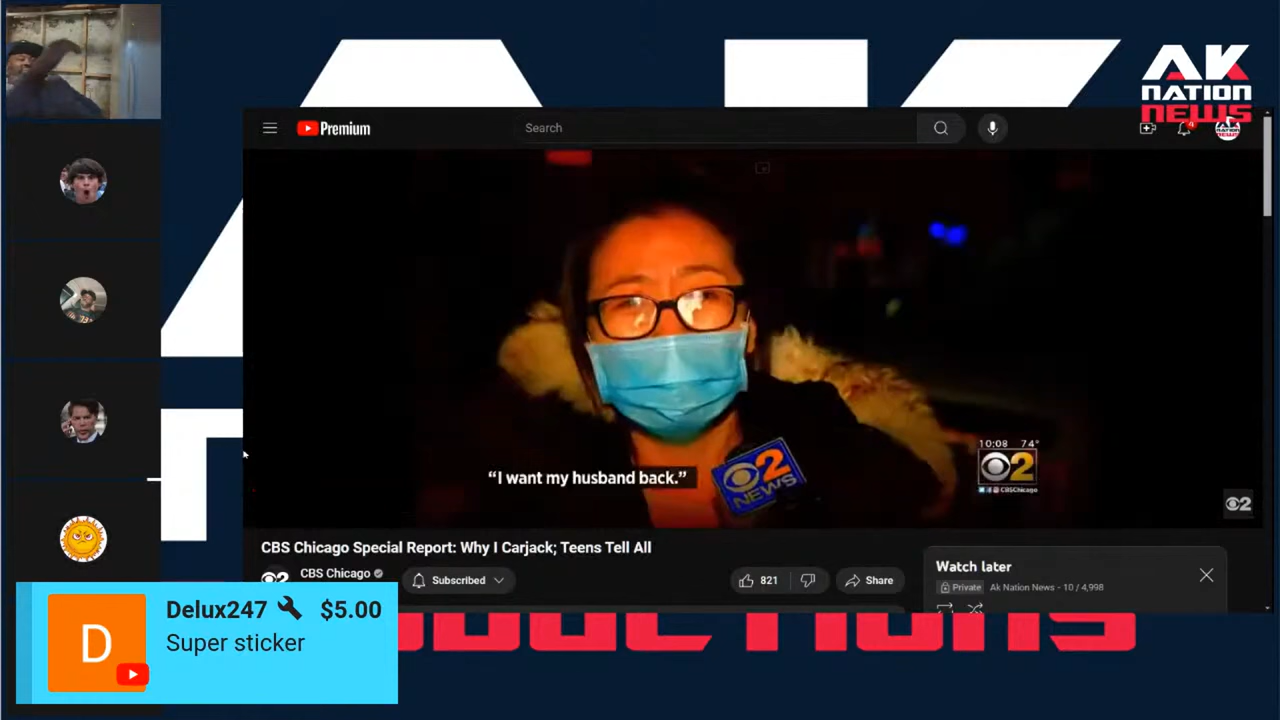 AK
NATION
NEWS
Premium
Search
4
"I want my husband back."
2
NEWS
10:08 74°
2
CBSChicago
2
CBS Chicago Special Report: Why I Carjack; Teens Tell All
CBS Chicago
Subscribed
821
Share
Watch later
Private
Ak Nation News - 10 / 4,998
D
Delux247
$5.00
Super sticker